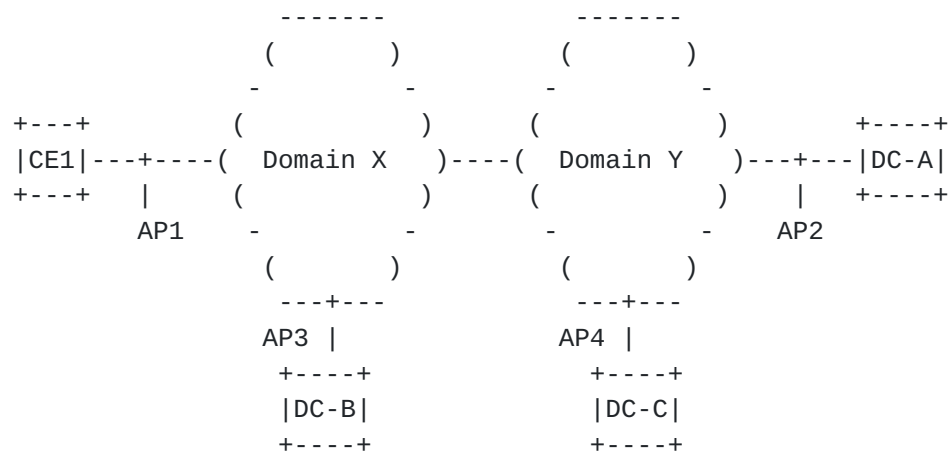 -------            -------
                (       )          (       )
               -         -        -         -
+---+         (           )      (           )        +----+
|CE1|---+----(  Domain X   )----(  Domain Y   )---+---|DC-A|
+---+   |     (           )      (           )    |   +----+
       AP1     -         -        -         -    AP2
                (       )          (       )
                 ---+---            ---+---
                AP3 |              AP4 |
                 +----+              +----+
                 |DC-B|              |DC-C|
                 +----+              +----+